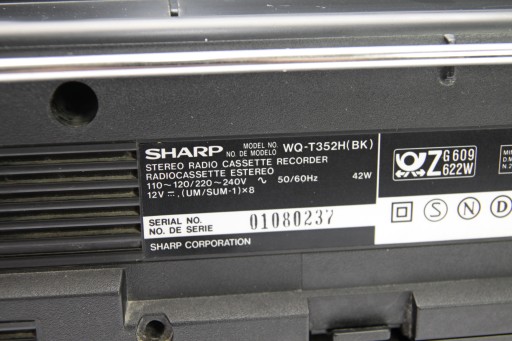 SHARP MODEL NO. NO. DE MODELO WQ-T352H(BK)
STEREO RADIO CASSETTE RECORDER
RADIOCASSETTE ESTEREO
110~120/220~240V ∿ 50/60Hz 42W
12V ⎓, (UM/SUM-1)×8
SERIAL NO.
NO. DE SERIE 01080237
SHARP CORPORATION
Z G609
622W
S N D